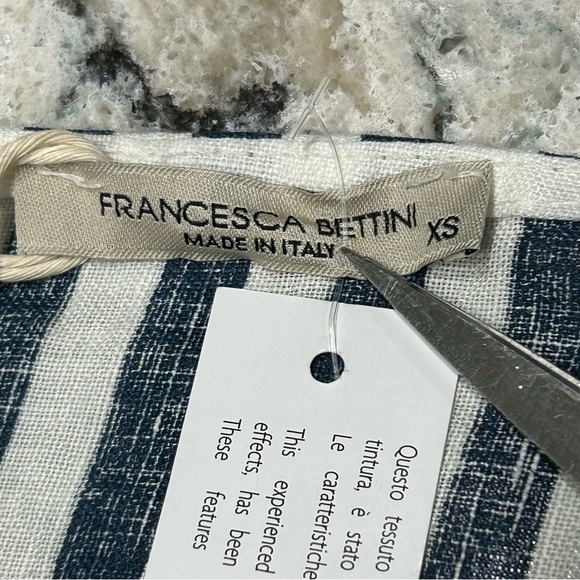 FRANCESCA BETTINI
MADE IN ITALY
XS
Questo tessuto
tintura, è stato
Le caratteristiche
This experienced
effects, has been
These features